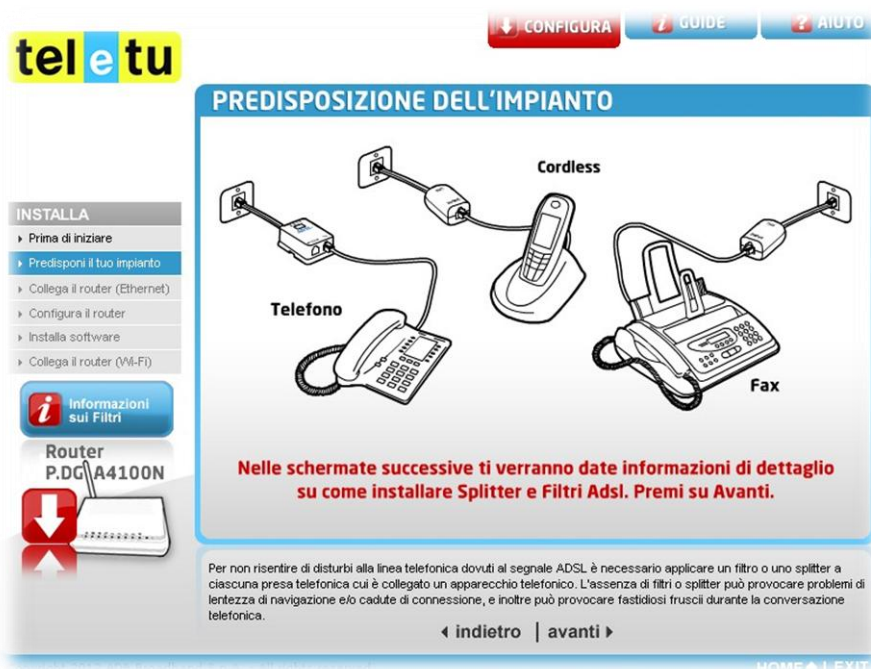 CONFIGURA
GUIDE
AIUTO
tel e tu
PREDISPOSIZIONE DELL'IMPIANTO
Cordless
Telefono
Fax
INSTALLA
Prima di iniziare
Predisponi il tuo impianto
Collega il router (Ethernet)
Configura il router
Installa software
Collega il router (Wi-Fi)
Informazioni
sui Filtri
Router
P.DG A4100N
Nelle schermate successive ti verranno date informazioni di dettaglio
su come installare Splitter e Filtri Adsl. Premi su Avanti.
Per non risentire di disturbi alla linea telefonica dovuti al segnale ADSL è necessario applicare un filtro o uno splitter a
ciascuna presa telefonica cui è collegato un apparecchio telefonico. L'assenza di filtri o splitter può provocare problemi di
lentezza di navigazione e/o cadute di connessione, e inoltre può provocare fastidiosi fruscii durante la conversazione
telefonica.
indietro | avanti
HOME EXIT